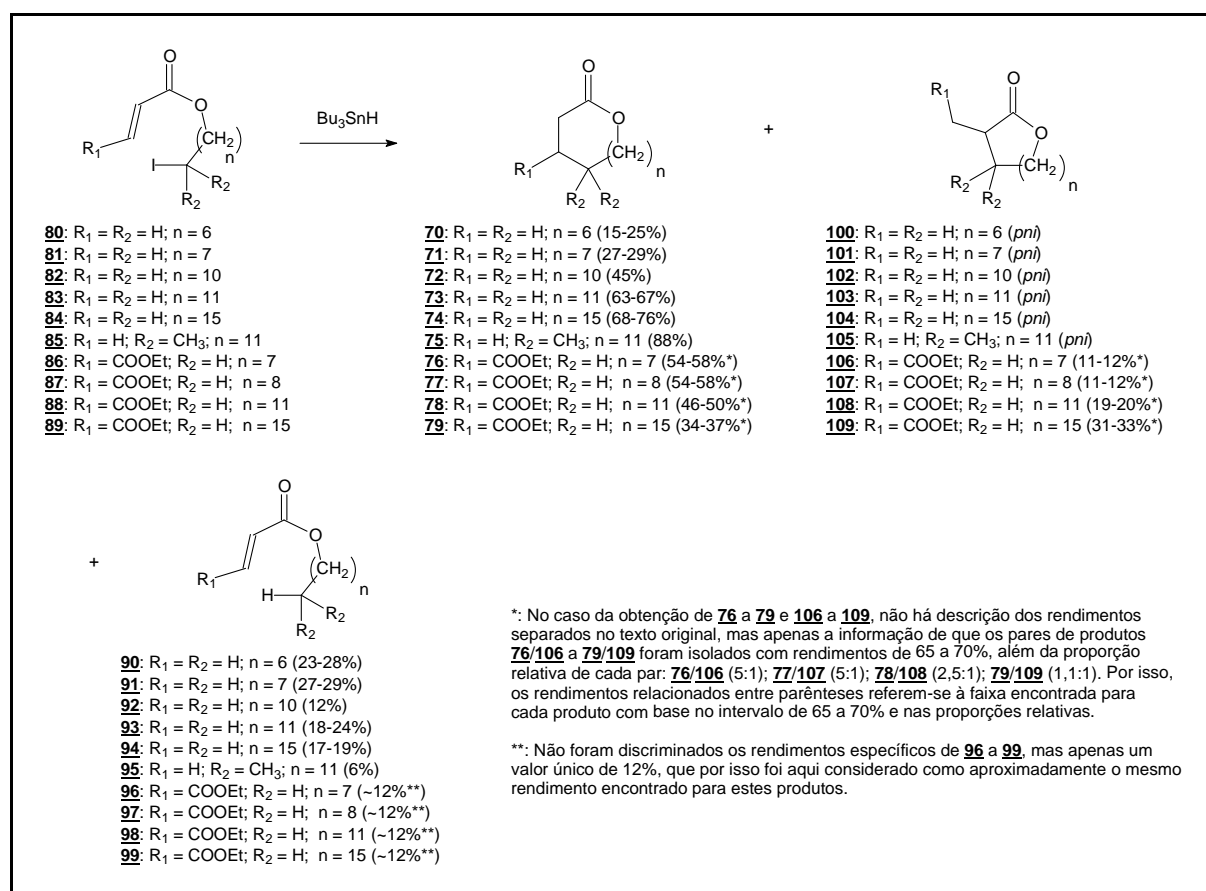 O
O
R1
I
(CH2)n
R2
R2
Bu3SnH
O
O
R1
(CH2)n
R2
R2
+
R1
O
O
(CH2)n
R2
R2
80: R1 = R2 = H; n = 6
81: R1 = R2 = H; n = 7
82: R1 = R2 = H; n = 10
83: R1 = R2 = H; n = 11
84: R1 = R2 = H; n = 15
85: R1 = H; R2 = CH3; n = 11
86: R1 = COOEt; R2 = H; n = 7
87: R1 = COOEt; R2 = H; n = 8
88: R1 = COOEt; R2 = H; n = 11
89: R1 = COOEt; R2 = H; n = 15
70: R1 = R2 = H; n = 6 (15-25%)
71: R1 = R2 = H; n = 7 (27-29%)
72: R1 = R2 = H; n = 10 (45%)
73: R1 = R2 = H; n = 11 (63-67%)
74: R1 = R2 = H; n = 15 (68-76%)
75: R1 = H; R2 = CH3; n = 11 (88%)
76: R1 = COOEt; R2 = H; n = 7 (54-58%*)
77: R1 = COOEt; R2 = H; n = 8 (54-58%*)
78: R1 = COOEt; R2 = H; n = 11 (46-50%*)
79: R1 = COOEt; R2 = H; n = 15 (34-37%*)
100: R1 = R2 = H; n = 6 (pni)
101: R1 = R2 = H; n = 7 (pni)
102: R1 = R2 = H; n = 10 (pni)
103: R1 = R2 = H; n = 11 (pni)
104: R1 = R2 = H; n = 15 (pni)
105: R1 = H; R2 = CH3; n = 11 (pni)
106: R1 = COOEt; R2 = H; n = 7 (11-12%*)
107: R1 = COOEt; R2 = H; n = 8 (11-12%*)
108: R1 = COOEt; R2 = H; n = 11 (19-20%*)
109: R1 = COOEt; R2 = H; n = 15 (31-33%*)
+
O
O
R1
H
(CH2)n
R2
R2
90: R1 = R2 = H; n = 6 (23-28%)
91: R1 = R2 = H; n = 7 (27-29%)
92: R1 = R2 = H; n = 10 (12%)
93: R1 = R2 = H; n = 11 (18-24%)
94: R1 = R2 = H; n = 15 (17-19%)
95: R1 = H; R2 = CH3; n = 11 (6%)
96: R1 = COOEt; R2 = H; n = 7 (~12%**)
97: R1 = COOEt; R2 = H; n = 8 (~12%**)
98: R1 = COOEt; R2 = H; n = 11 (~12%**)
99: R1 = COOEt; R2 = H; n = 15 (~12%**)
*: No caso da obtenção de 76 a 79 e 106 a 109, não há descrição dos rendimentos
separados no texto original, mas apenas a informação de que os pares de produtos
76/106 a 79/109 foram isolados com rendimentos de 65 a 70%, além da proporção
relativa de cada par: 76/106 (5:1); 77/107 (5:1); 78/108 (2,5:1); 79/109 (1,1:1). Por isso,
os rendimentos relacionados entre parênteses referem-se à faixa encontrada para
cada produto com base no intervalo de 65 a 70% e nas proporções relativas.
**: Não foram discriminados os rendimentos específicos de 96 a 99, mas apenas um
valor único de 12%, que por isso foi aqui considerado como aproximadamente o mesmo
rendimento encontrado para estes produtos.